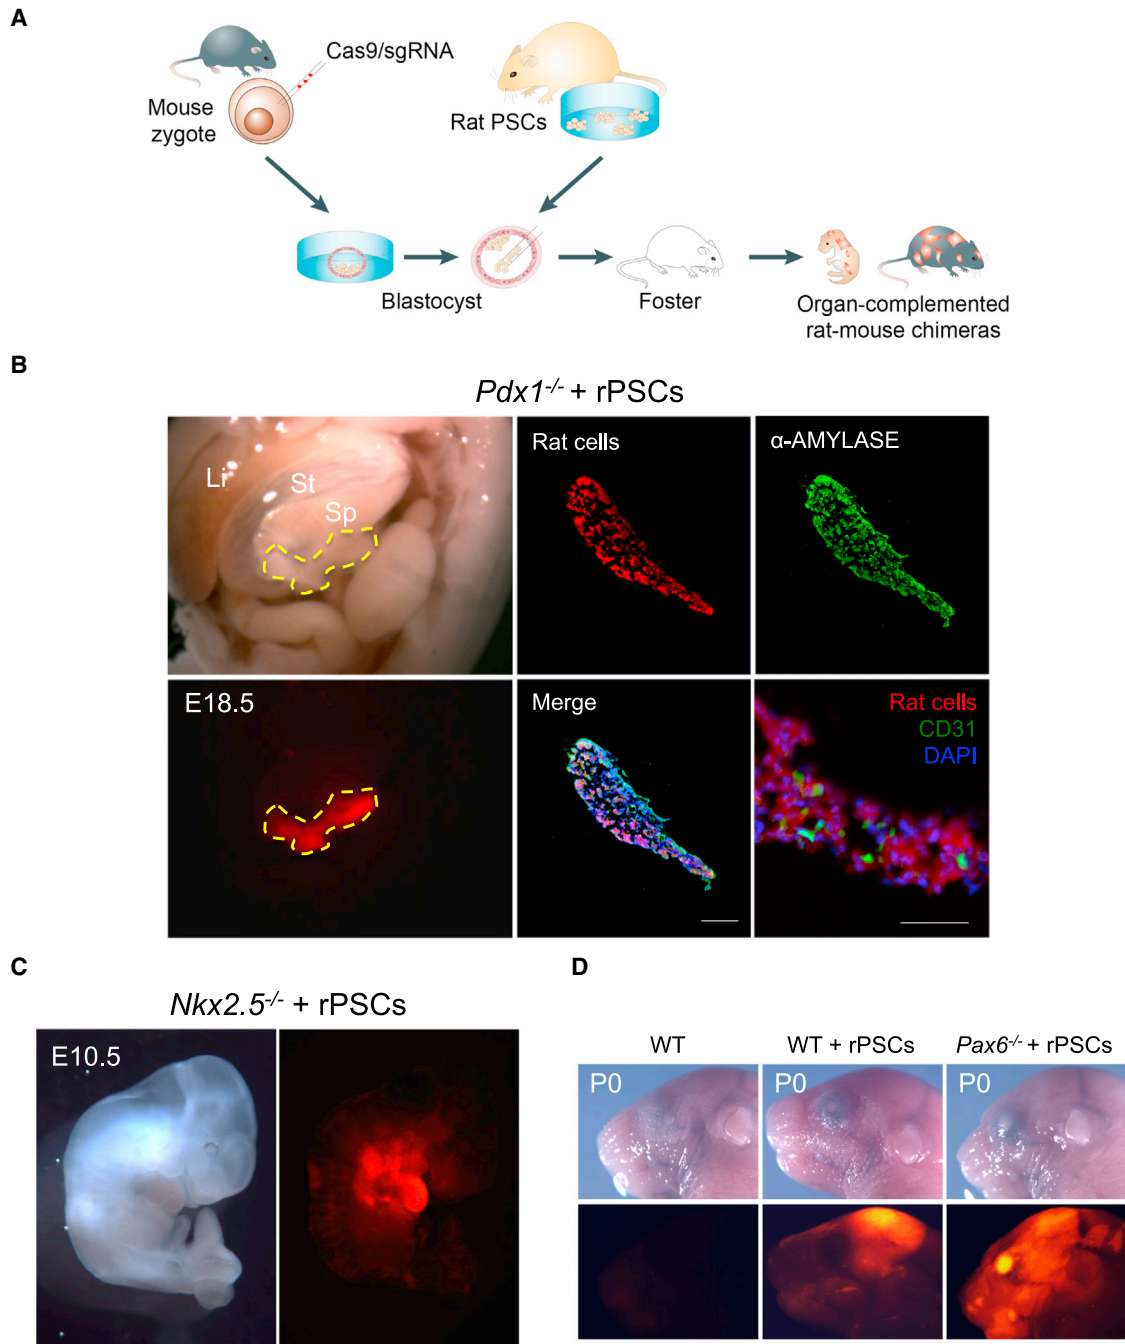 A
Cas9/sgRNA
Mouse
zygote
Rat PSCs
Blastocyst
Foster
Organ-complemented
rat-mouse chimeras
B
Pdx1-/- + rPSCs
Li
St
Sp
Rat cells
α-AMYLASE
E18.5
Merge
Rat cells
CD31
DAPI
C
Nkx2.5-/- + rPSCs
E10.5
D
WT
WT + rPSCs
Pax6-/- + rPSCs
P0
P0
P0